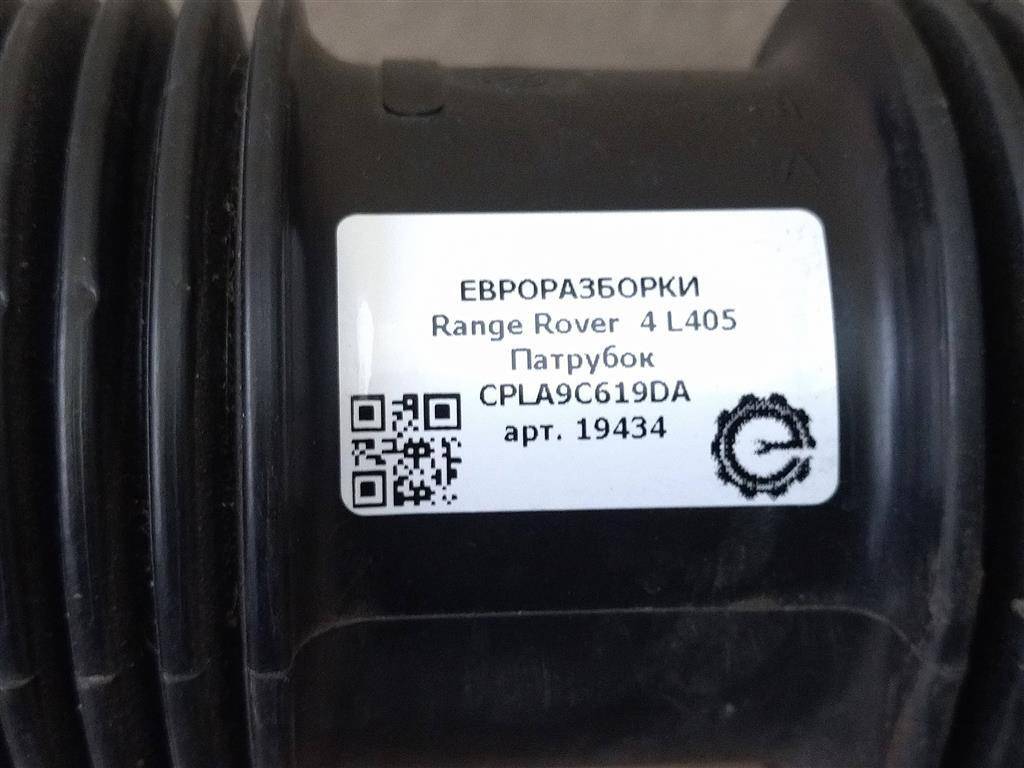 ЕВРОРАЗБОРКИ
Range Rover 4 L405
Патрубок
CPLA9C619DA
арт. 19434